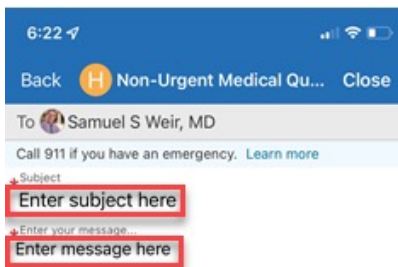 6:22
Back H Non-Urgent Medical Qu... Close
To Samuel S Weir, MD
Call 911 if you have an emergency. Learn more
Subject
Enter subject here
Enter your message...
Enter message here